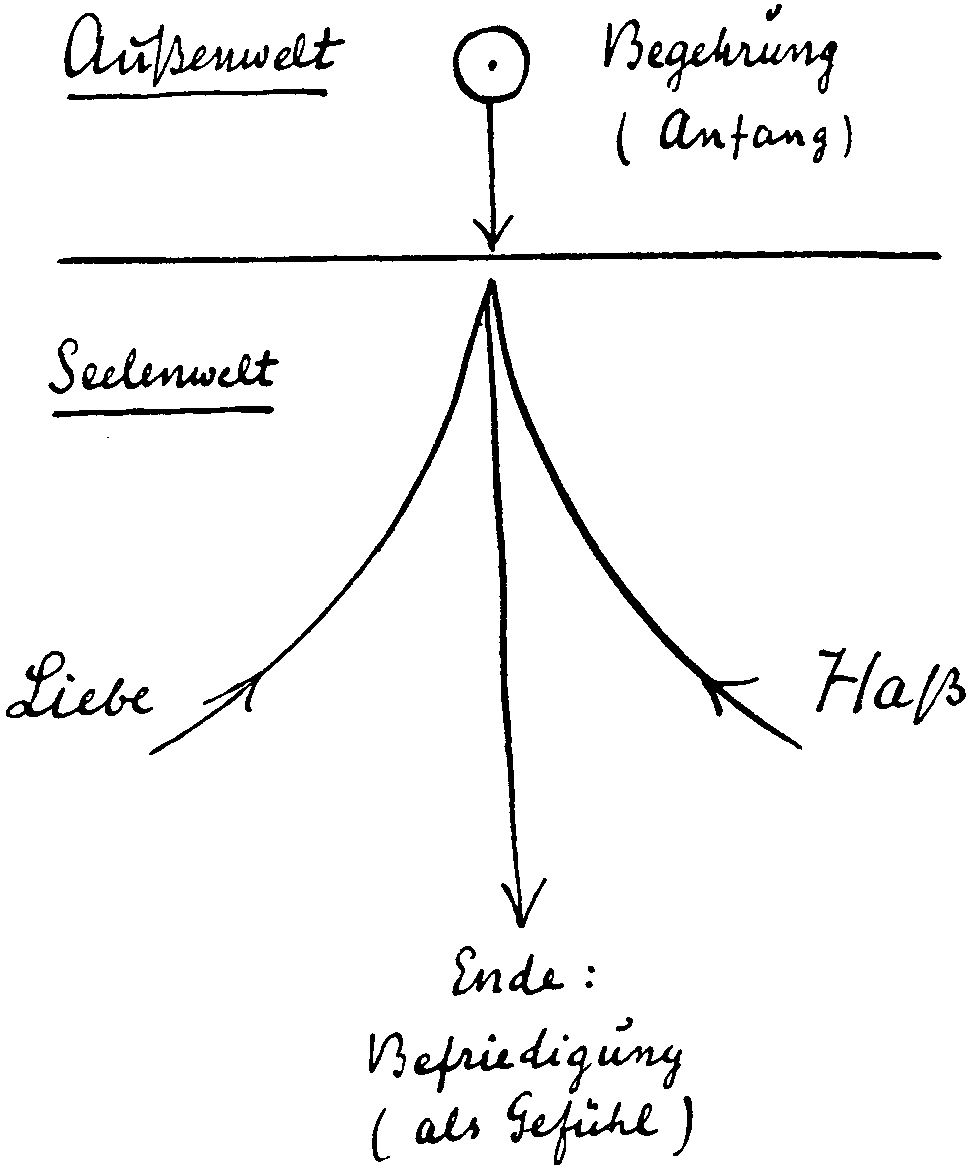 Außenwelt
Begehrung
(Anfang)
Seelenwelt
Liebe
Haß
Ende:
Befriedigung
(als Gefühl)